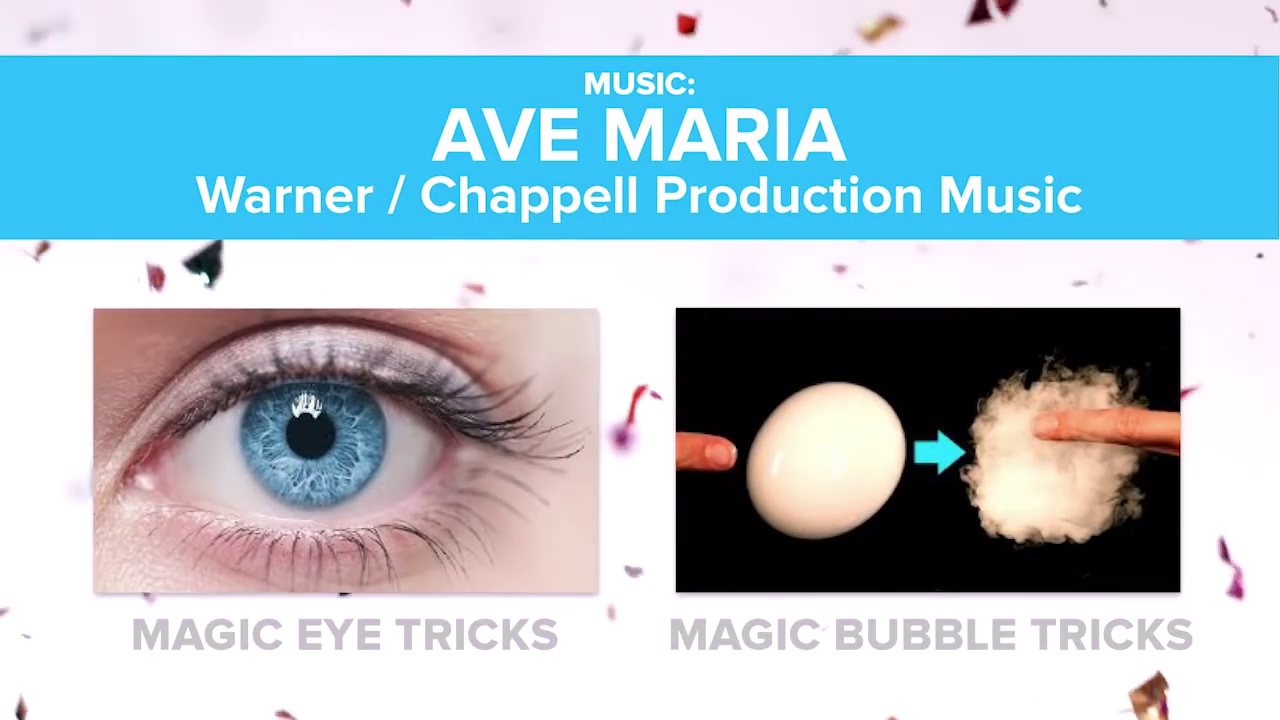 MUSIC:
AVE MARIA
Warner / Chappell Production Music
MAGIC EYE TRICKS
MAGIC BUBBLE TRICKS